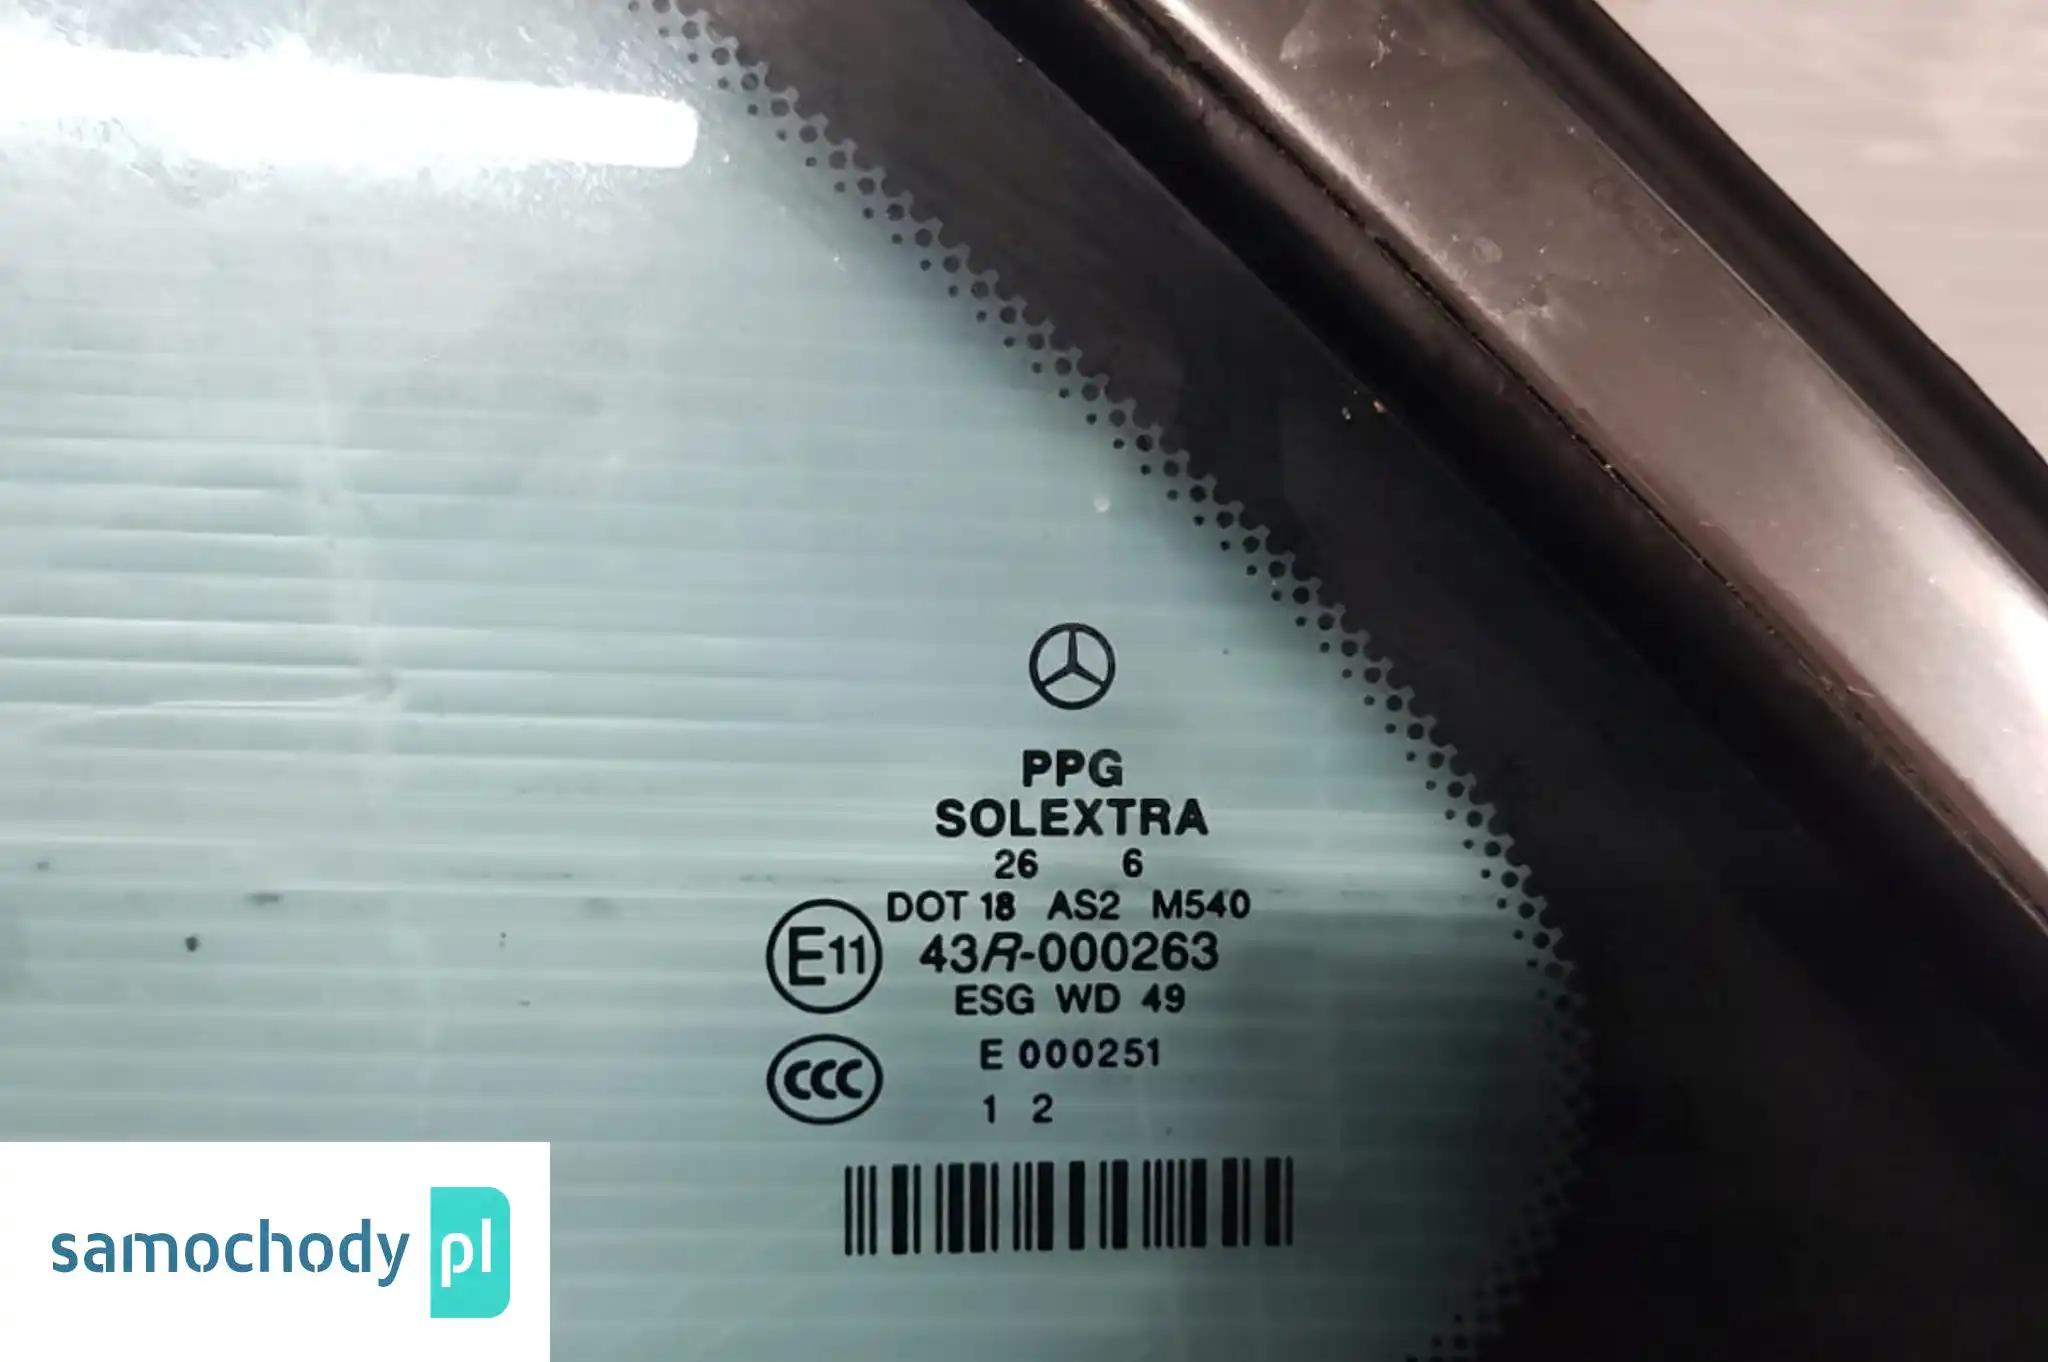 PPG
SOLEXTRA
26 6
DOT 18 AS2 M540
E11 43R-000263
ESG WD 49
CCC E 000251
1 2
samochody pl